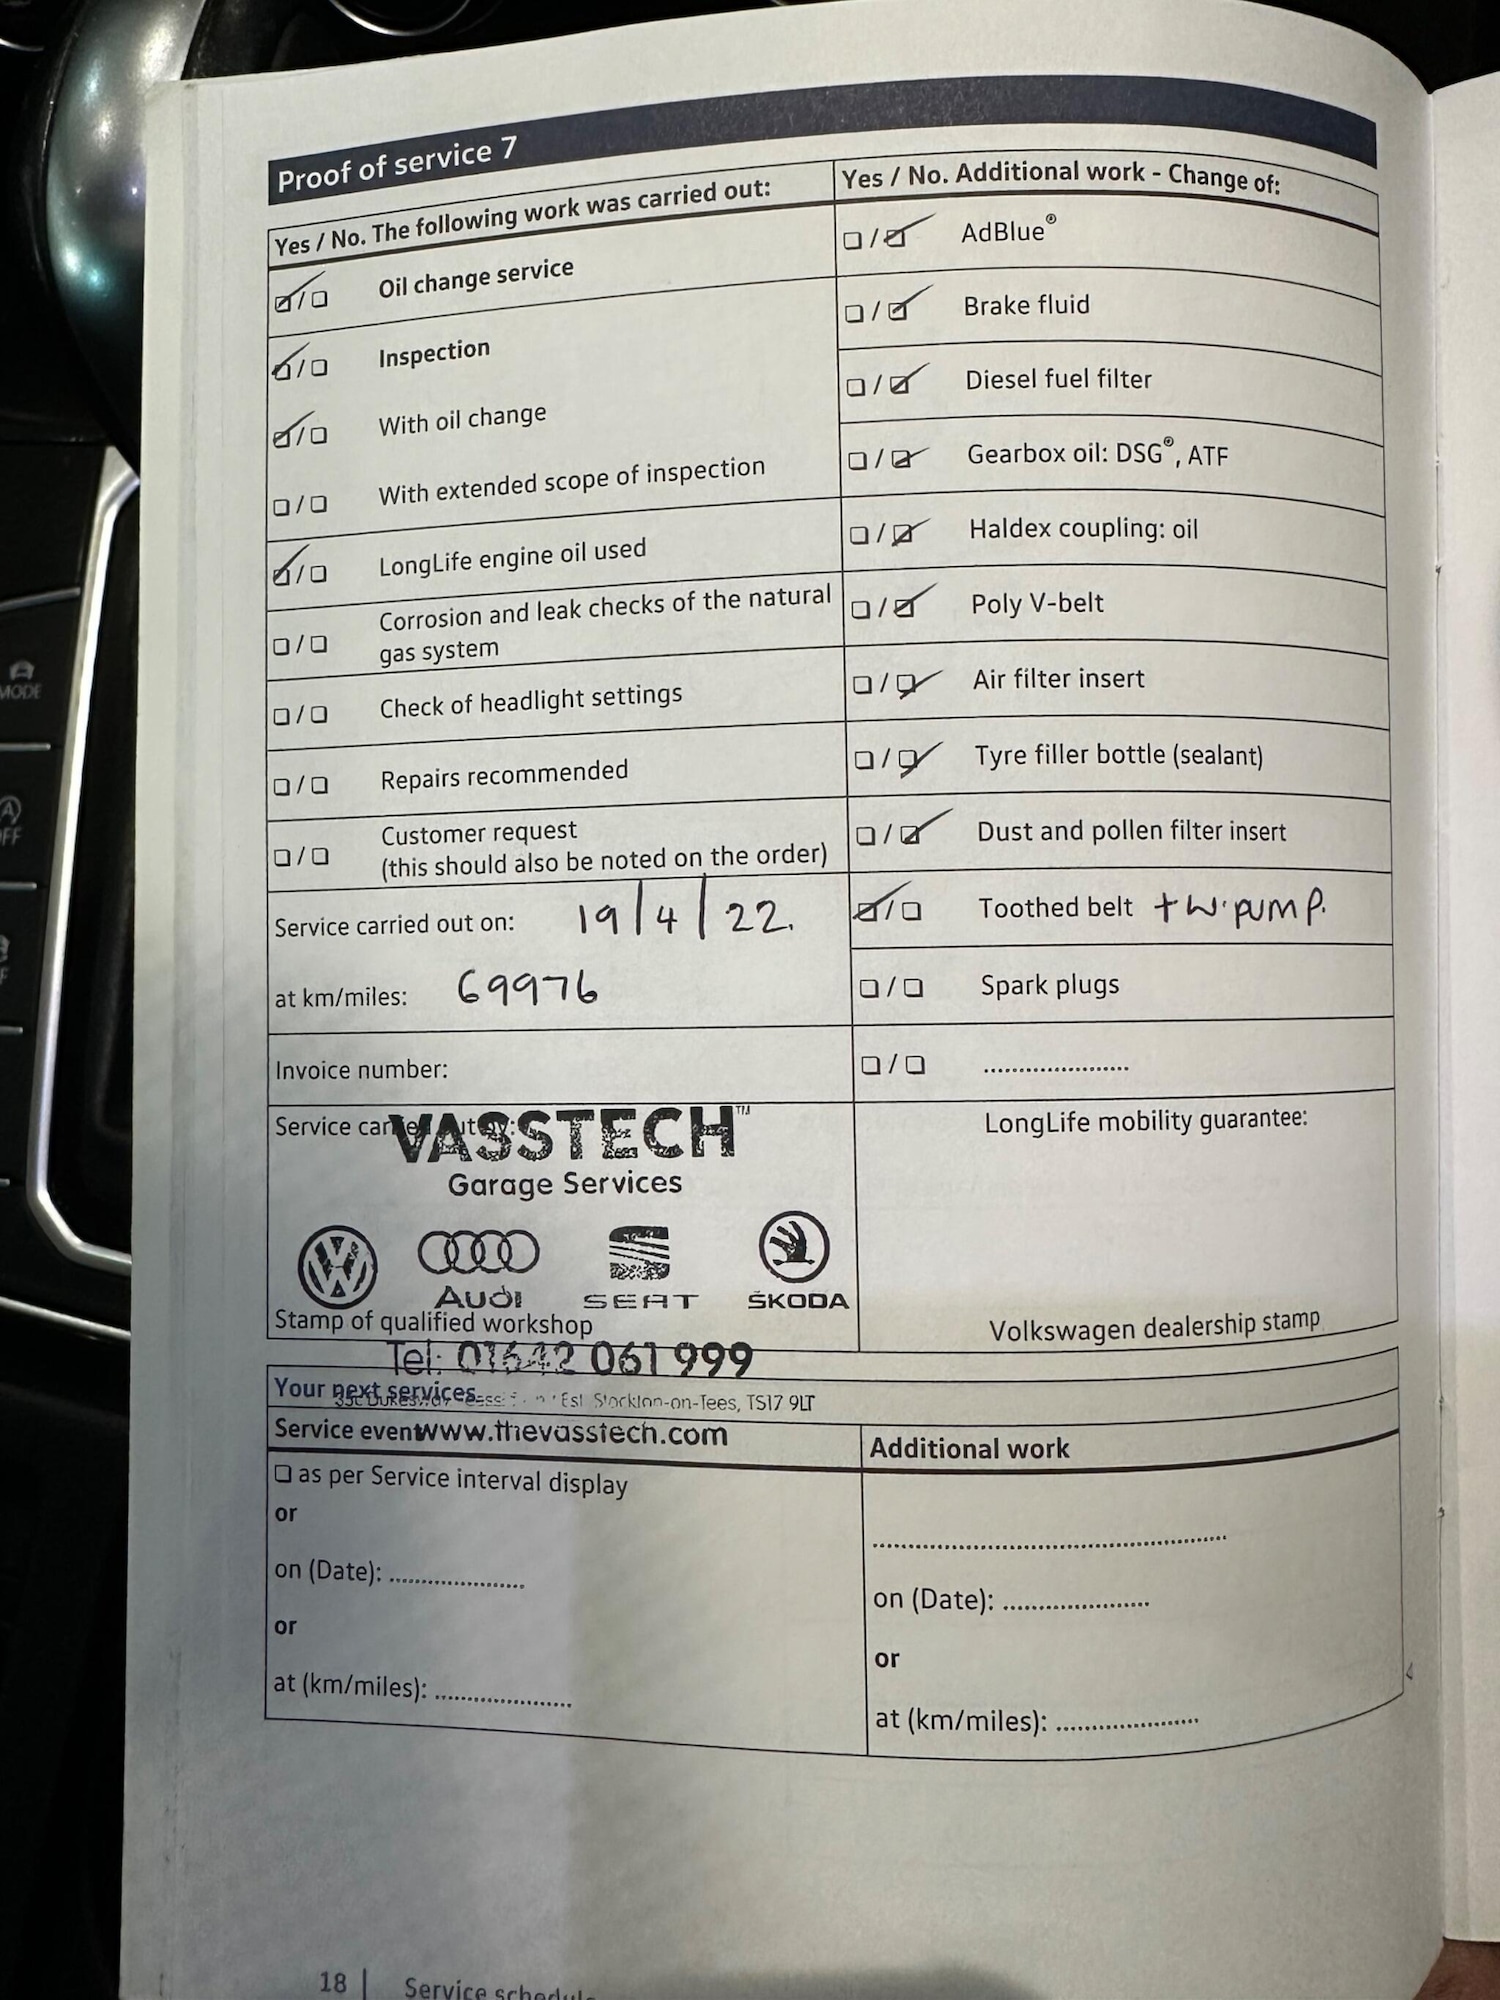 Proof of service 7
Yes / No. The following work was carried out:
Oil change service
Inspection
With oil change
With extended scope of inspection
LongLife engine oil used
Corrosion and leak checks of the natural
gas system
Check of headlight settings
Repairs recommended
Customer request
(this should also be noted on the order)
Service carried out on: 19/4/22.
at km/miles: 69976
Invoice number:
Yes / No. Additional work - Change of:
AdBlue®
Brake fluid
Diesel fuel filter
Gearbox oil: DSG®, ATF
Haldex coupling: oil
Poly V-belt
Air filter insert
Tyre filler bottle (sealant)
Dust and pollen filter insert
Toothed belt + w.pump.
Spark plugs
......................
Service carried out by:
VASSTECH™
Garage Services
Audi SEAT ŠKODA
Stamp of qualified workshop
Tel: 01642 061 999
LongLife mobility guarantee:
Volkswagen dealership stamp
Your next services
Est Stockton-on-Tees, TS17 9LT
Service event
www.thevasstech.com
as per Service interval display
or
on (Date): ....................
or
at (km/miles): ....................
Additional work
....................................................
on (Date): ......................
or
at (km/miles): .....................
18 | Service schedule
MODE
A
OFF